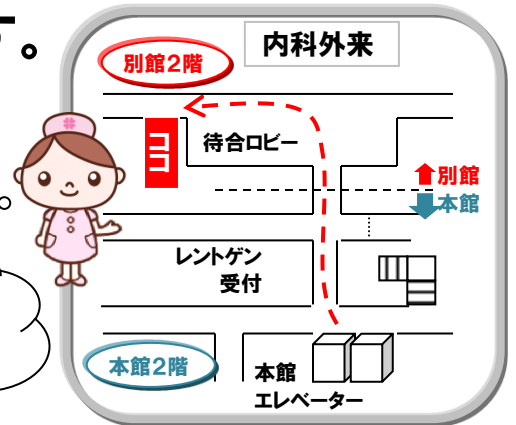 す。
。
内科外来
別館2階
ココ
待合ロビー
別館
本館
レントゲン
受付
本館2階
本館
エレベーター